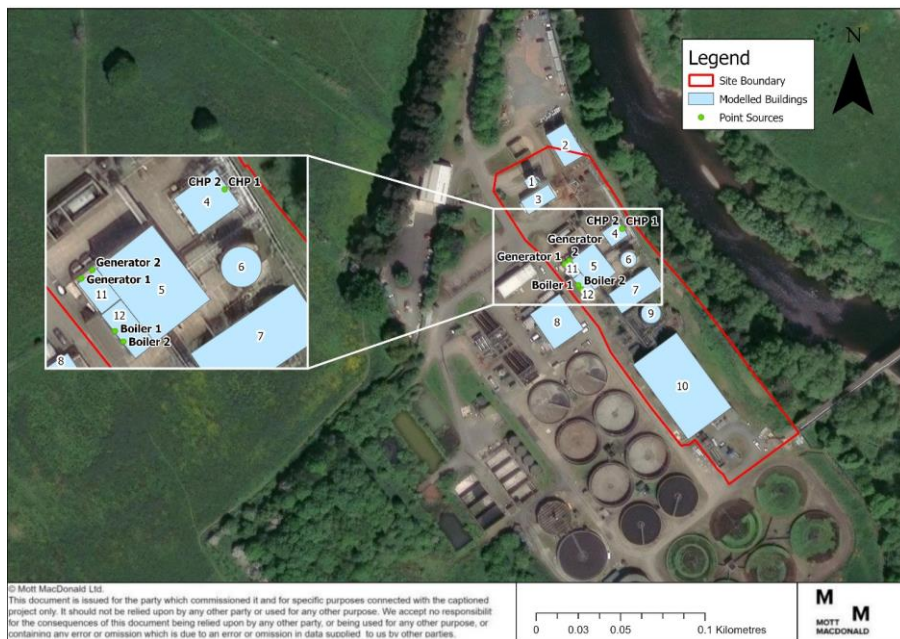 Legend
Site Boundary
Modelled Buildings
Point Sources
N
2
1
3
CHP 2 CHP 1
4
Generator
2
Generator 1
11
5
6
Boiler 1
Boiler 2
12
7
8
9
10
CHP 2 CHP 1
4
Generator 2
Generator 1
6
11
5
12
Boiler 1
Boiler 2
7
8
© Mott MacDonald Ltd.
This document is issued for the party which commissioned it and for specific purposes connected with the captioned
project only. It should not be relied upon by any other party or used for any other purpose. We accept no responsibility
for the consequences of this document being relied upon by any other party, or being used for any other purpose, or
containing any error or omission which is due to an error or omission in data supplied to us by other parties.
0 0.03 0.05 0.1 Kilometres
M
M
MOTT
MACDONALD